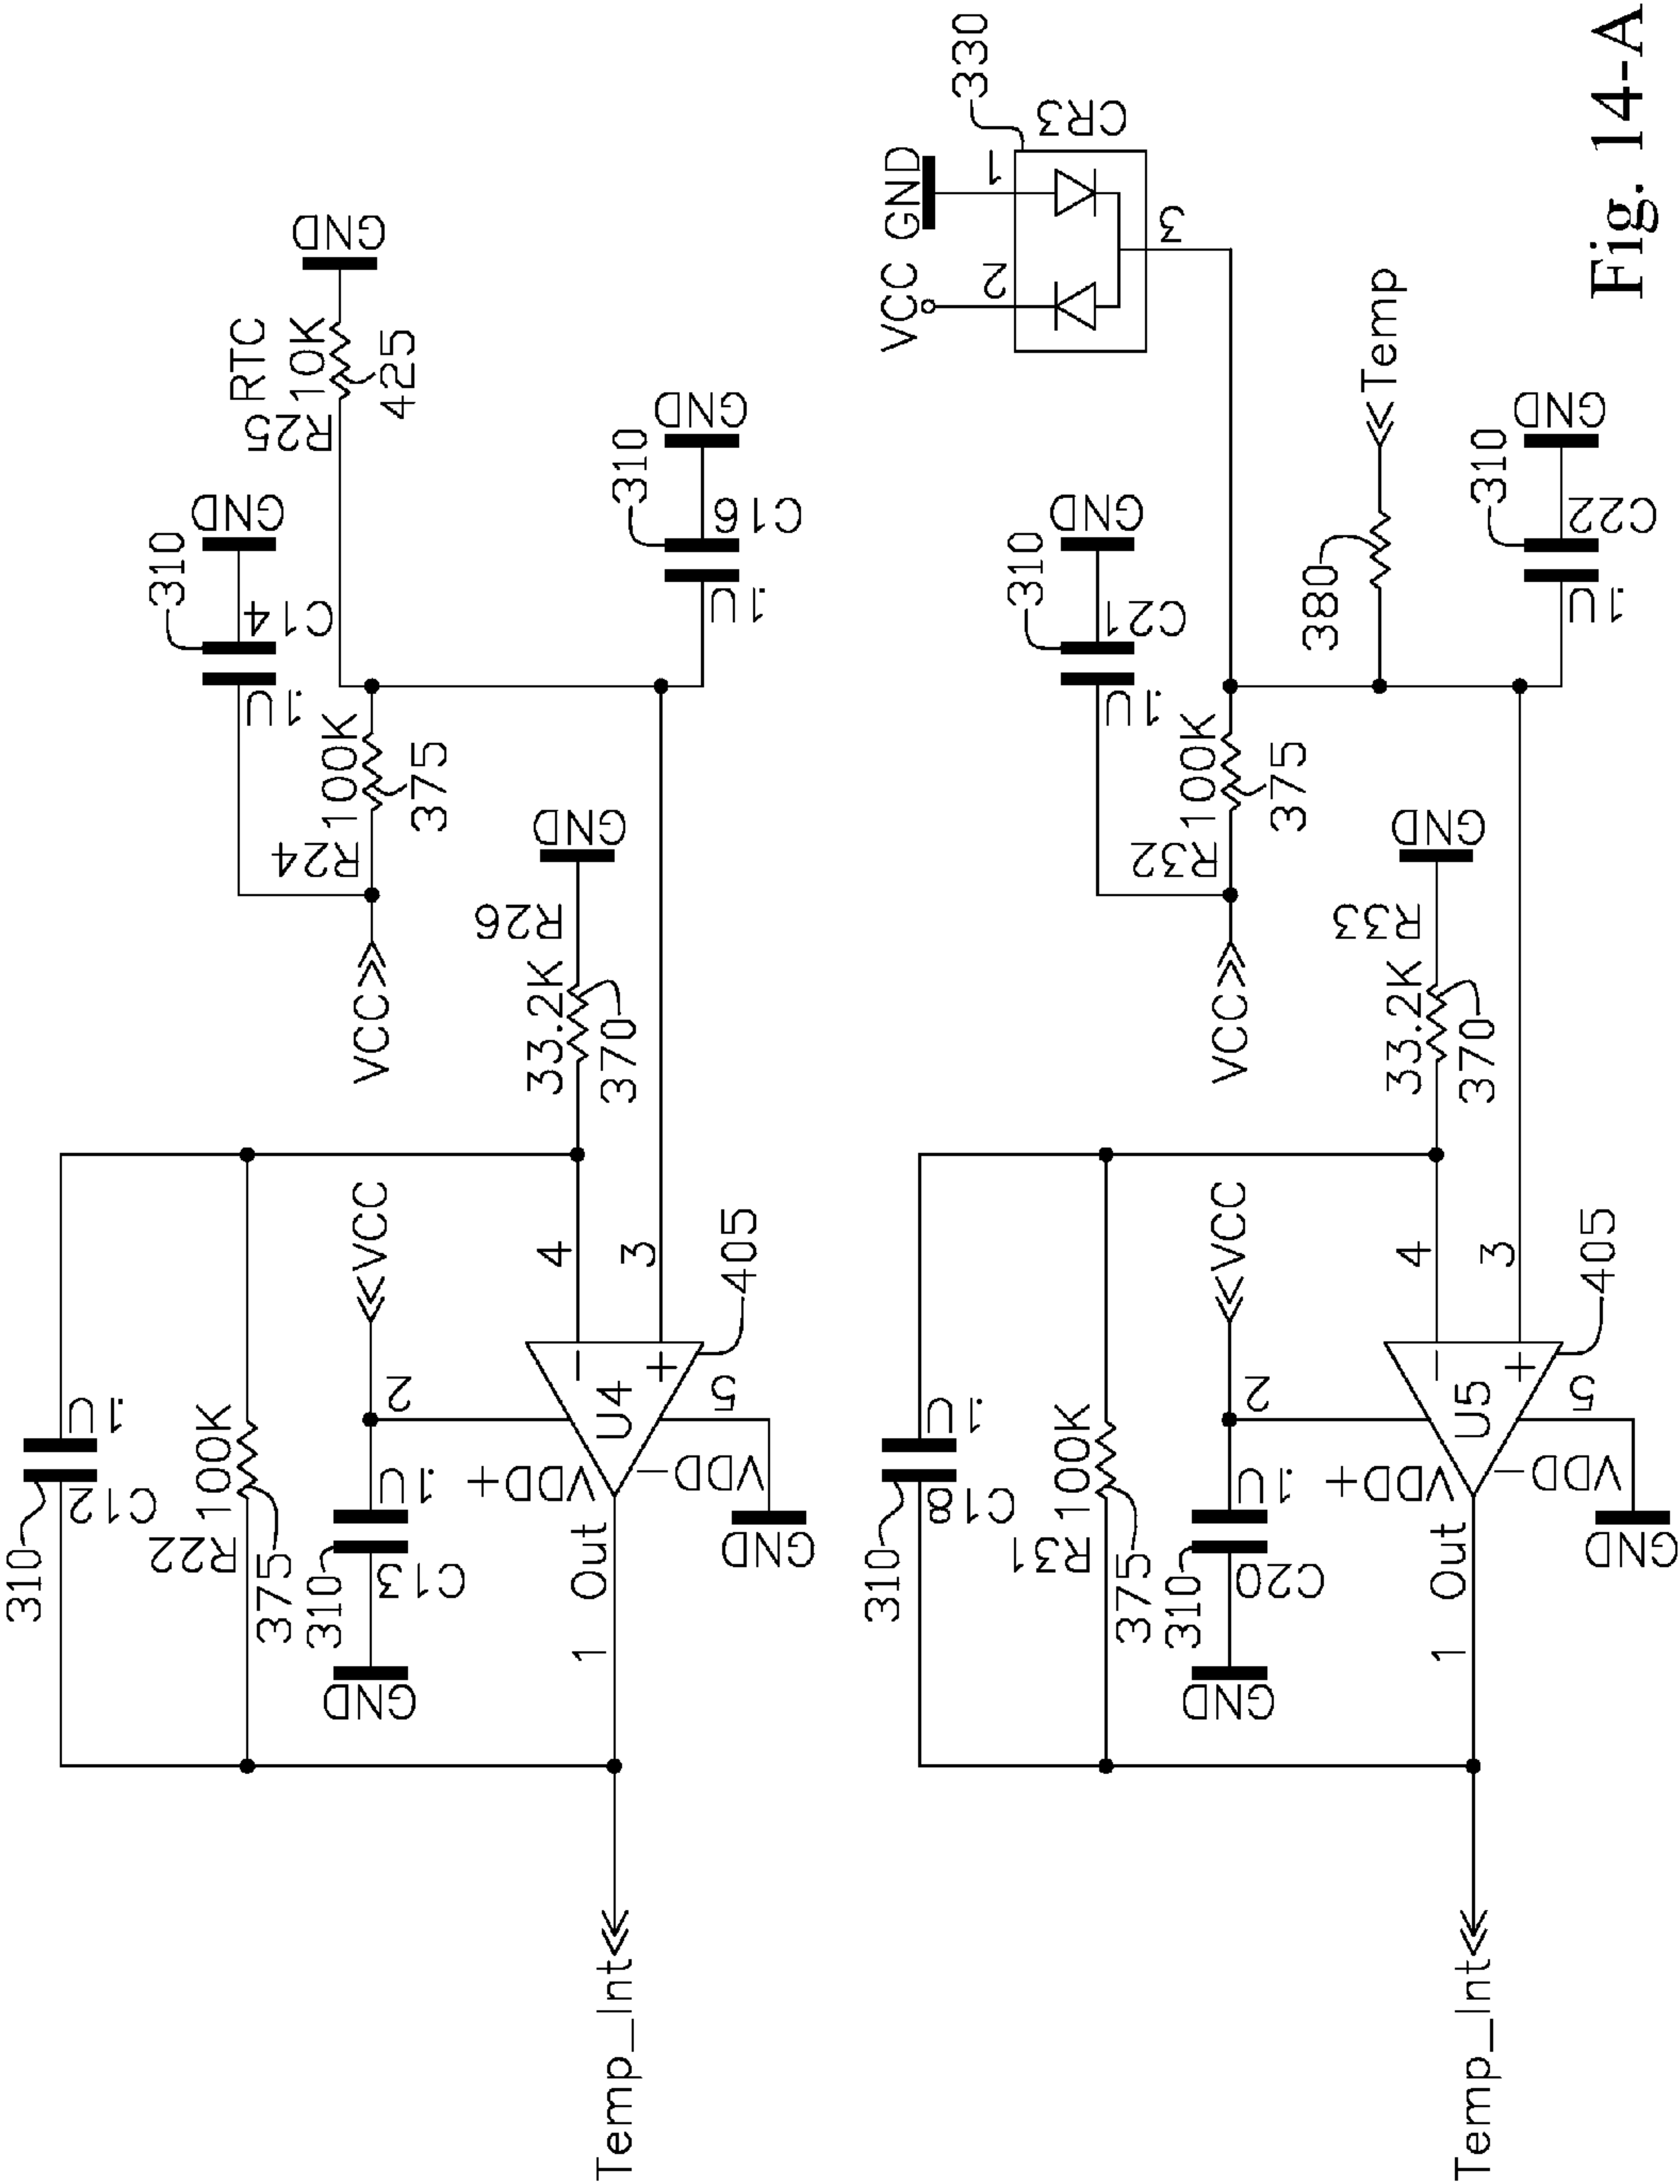 310
C12
.1U
R22
100K
375
310
C13
.1U
GND
2
<<VCC
VDD+
U4
Out
1
4
3
5
VDD-
GND
405
Temp_Int<<
VCC>>
R24
100K
375
310
C14
.1U
GND
RTC
R25
10K
425
GND
R26
33.2K
370
GND
310
C16
.1U
GND
310
C18
.1U
R31
100K
375
310
C20
.1U
GND
2
<<VCC
VDD+
U5
Out
1
4
3
5
VDD-
GND
405
Temp_Int<<
VCC>>
R32
100K
375
310
C21
.1U
GND
R33
33.2K
370
GND
VCC
GND
2
1
3
CR3
330
380
<<Temp
310
C22
.1U
GND
Fig. 14-A